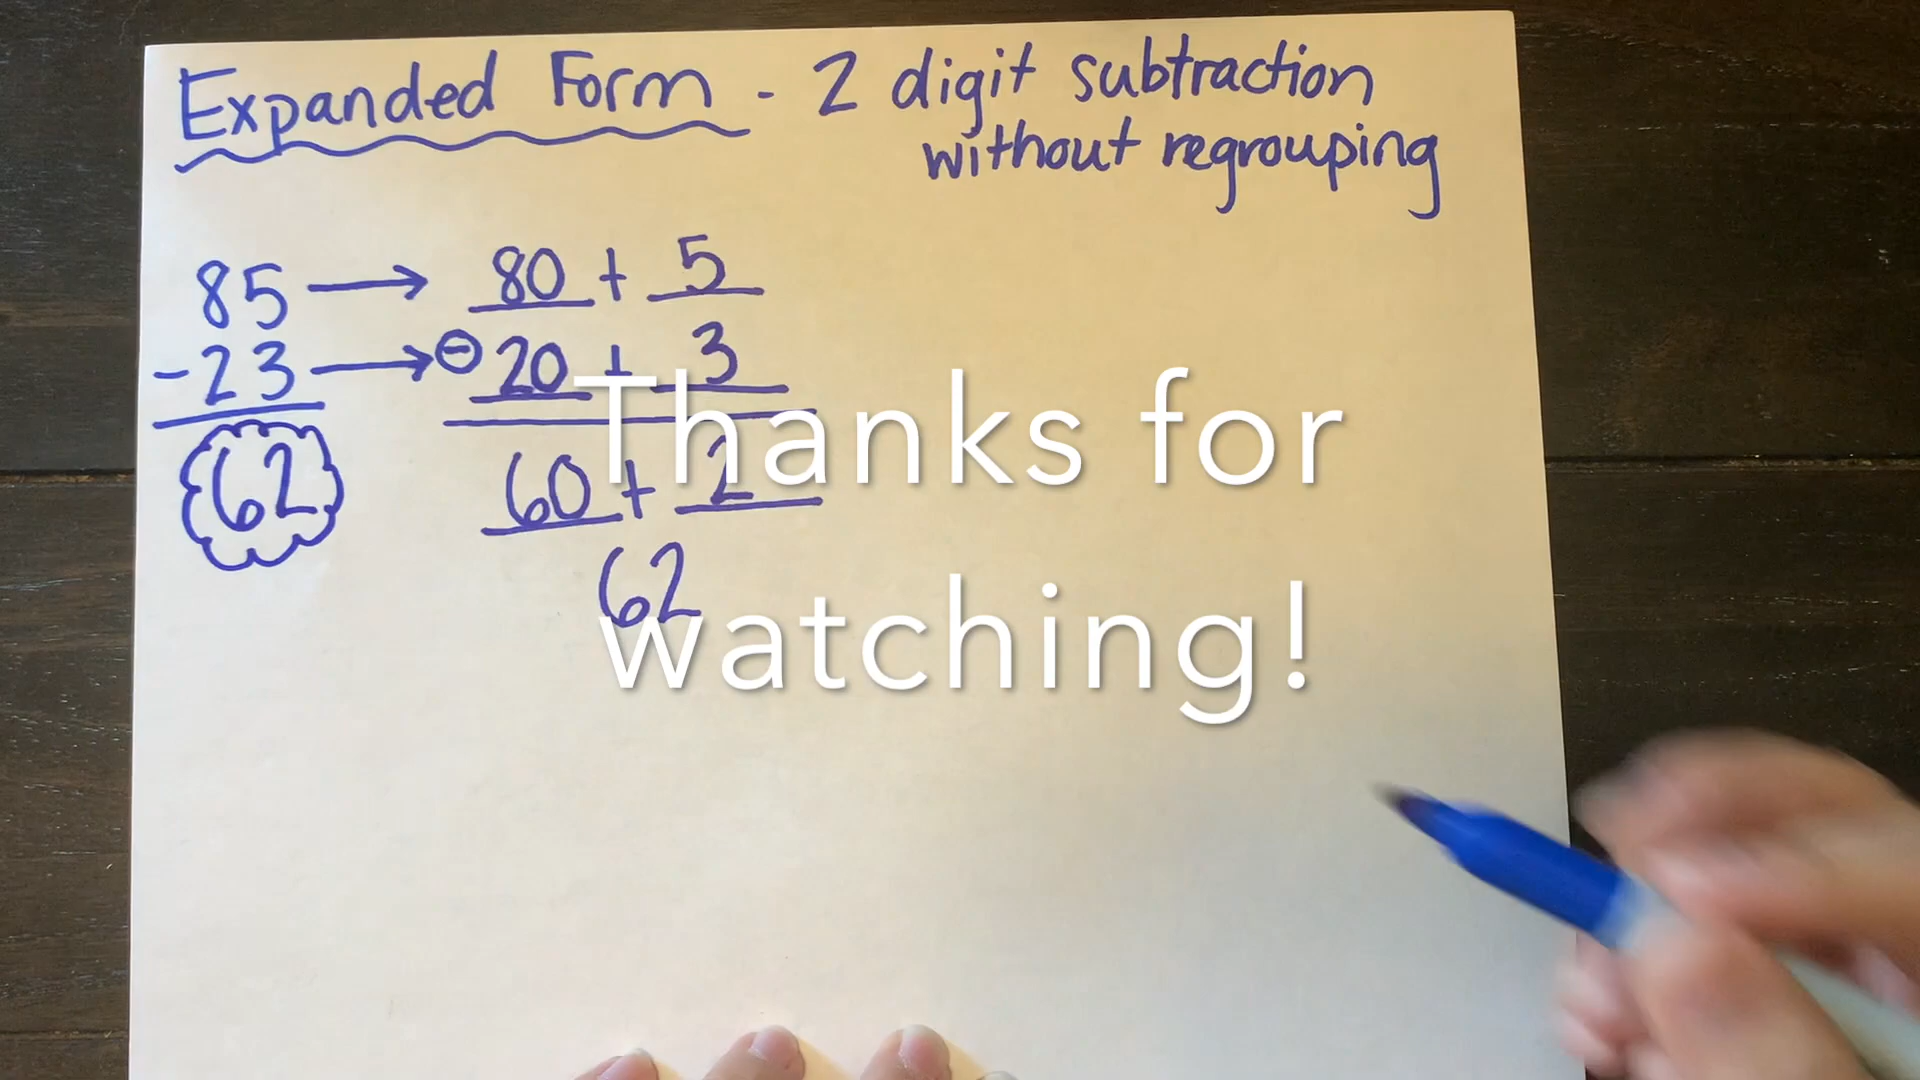 Expanded Form - 2 digit subtraction
without regrouping
85 → 80 + 5
-23 → ⊖ 20 + 3
62 60 + 2
62
Thanks for
watching!